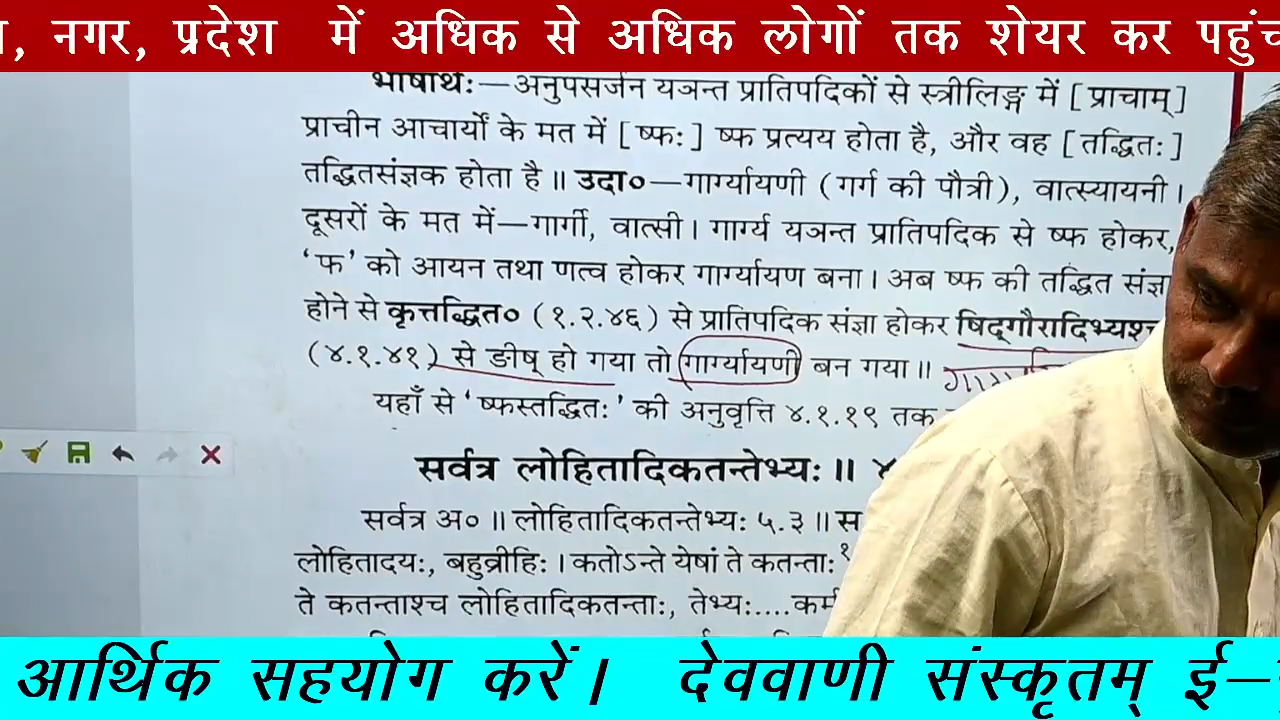 नगर, प्रदेश में अधिक से अधिक लोगों तक शेयर कर
भाषार्थः—अनुपसर्जन यञन्त प्रातिपदिकों से स्त्रीलिङ्ग में [प्राचाम्]
प्राचीन आचार्यों के मत में [ष्फः] ष्फ प्रत्यय होता है, और वह [तद्धितः]
तद्धितसंज्ञक होता है॥ उदा०—गार्ग्यायणी (गर्ग की पौत्री), वात्स्यायनी।
दूसरों के मत में—गार्गी, वात्सी। गार्ग्य यञन्त प्रातिपदिक से ष्फ होकर,
'फ' को आयन तथा णत्व होकर गार्ग्यायण बना। अब ष्फ की तद्धित संज्ञा
होने से कृत्तद्धित० (१.२.४६) से प्रातिपदिक संज्ञा होकर षिद्गौरादिभ्यश्च
(४.१.४१) से ङीष् हो गया तो गार्ग्यायणी बन गया॥
यहाँ से 'ष्फस्तद्धितः' की अनुवृत्ति ४.१.१९ तक
सर्वत्र लोहितादिकतन्तेभ्यः॥
सर्वत्र अ०॥ लोहितादिकतन्तेभ्यः ५.३॥
लोहितादयः, बहुव्रीहिः। कतोऽन्ते येषां ते कतन्ताः१
ते कतन्ताश्च लोहितादिकतन्ताः, तेभ्यः....
आर्थिक सहयोग करें। देववाणी संस्कृतम् ई–